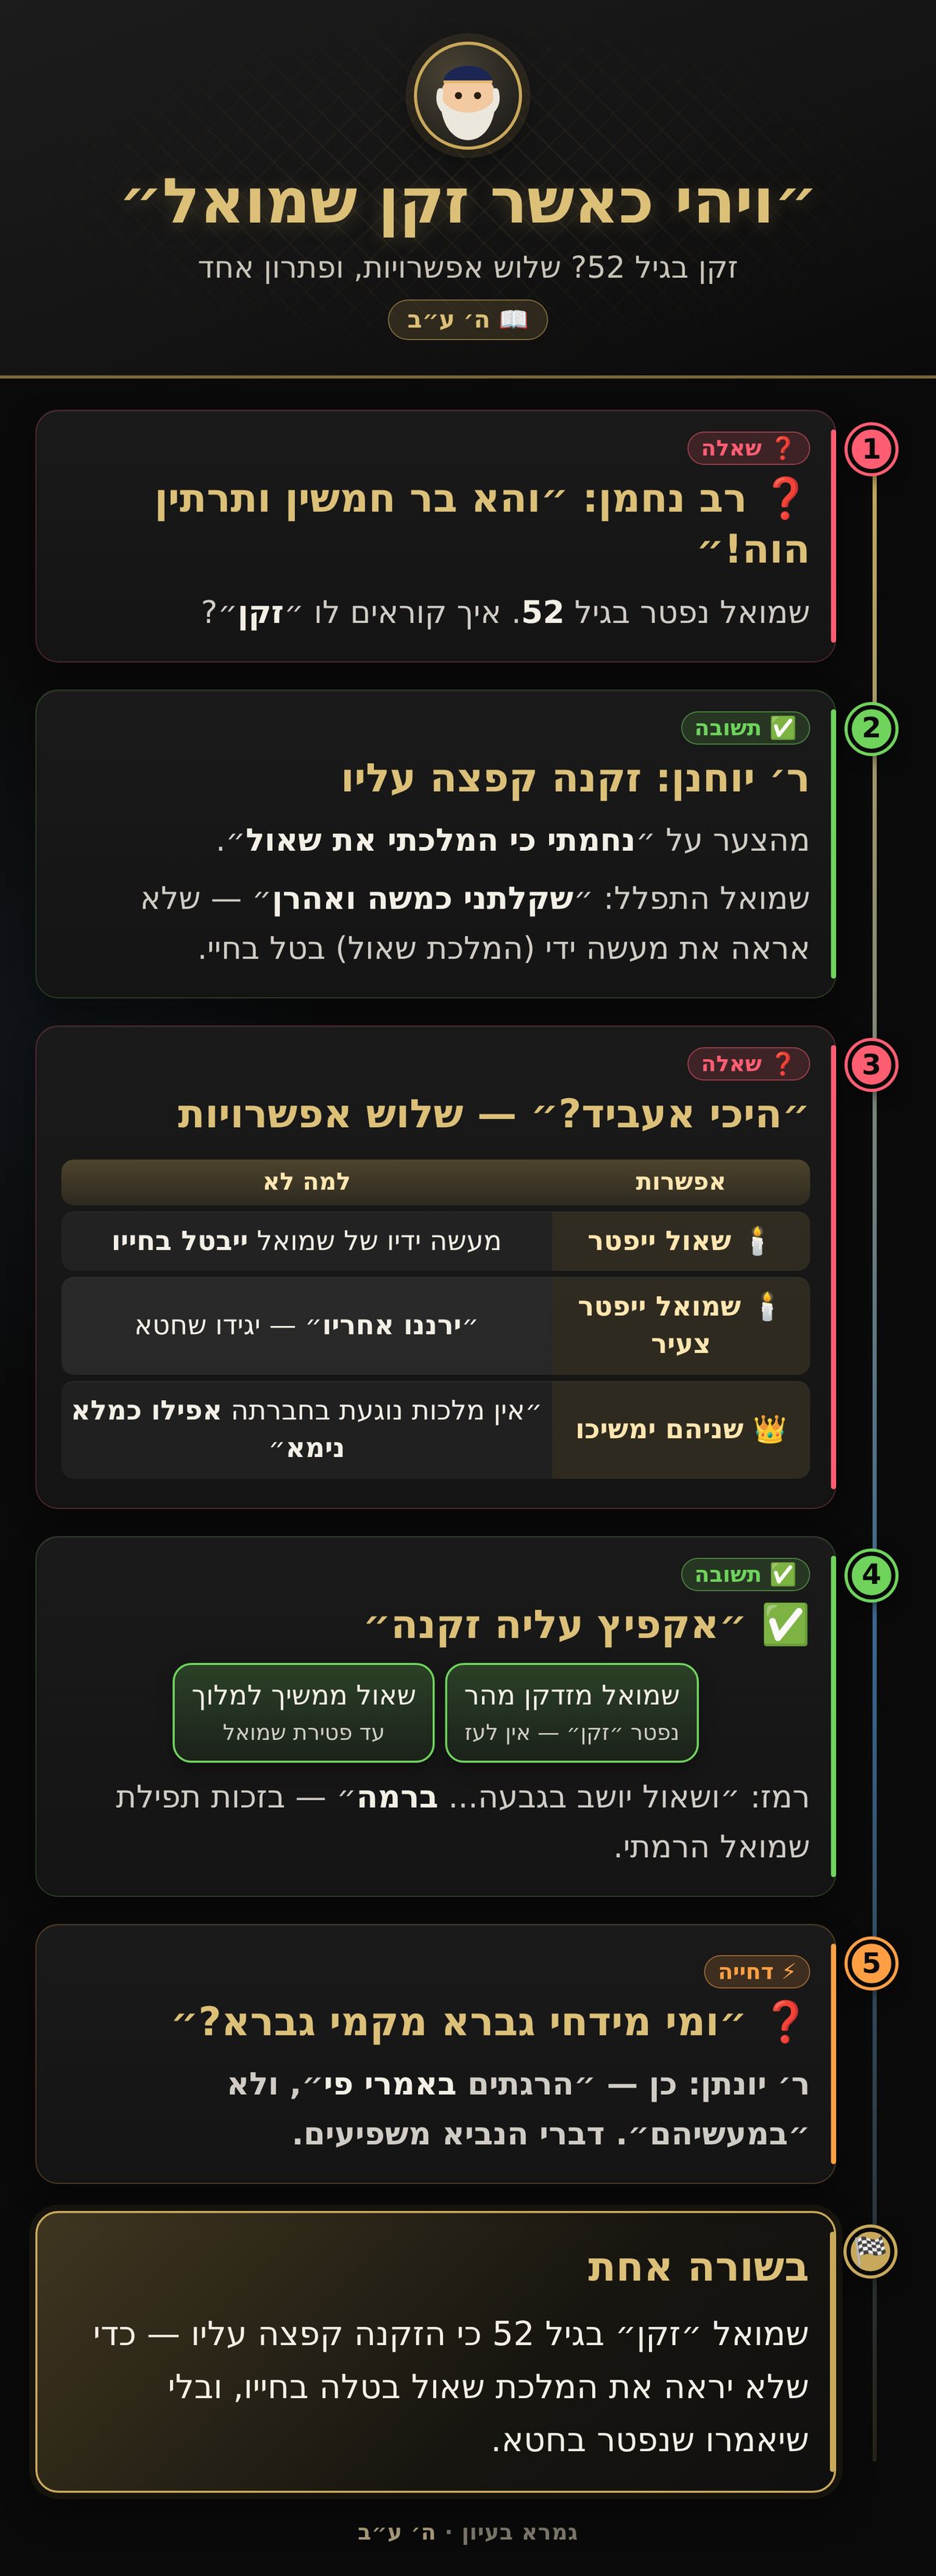 ״ויהי כאשר זקן שמואל״
זקן בגיל 52? שלוש אפשרויות, ופתרון אחד
📖 ה׳ ע״ב
1
❓ שאלה
❓ רב נחמן: ״והא בר חמשין ותרתין
הוה!״
שמואל נפטר בגיל 52. איך קוראים לו ״זקן״?
2
✅ תשובה
ר׳ יוחנן: זקנה קפצה עליו
מהצער על ״נחמתי כי המלכתי את שאול״.
שמואל התפלל: ״שקלתני כמשה ואהרן״ — שלא
אראה את מעשה ידי (המלכת שאול) בטל בחיי.
3
❓ שאלה
״היכי אעביד?״ — שלוש אפשרויות
אפשרות למה לא
🕯️ שאול ייפטר מעשה ידיו של שמואל ייבטל בחייו
🕯️ שמואל ייפטר
צעיר
״ירננו אחריו״ — יגידו שחטא
👑 שניהם ימשיכו
״אין מלכות נוגעת בחברתה אפילו כמלא
נימא״
4
✅ תשובה
✅ ״אקפיץ עליה זקנה״
שמואל מזדקן מהר
נפטר ״זקן״ — אין לעז
שאול ממשיך למלוך
עד פטירת שמואל
רמז: ״ושאול יושב בגבעה... ברמה״ — בזכות תפילת
שמואל הרמתי.
5
⚡ דחייה
❓ ״ומי מידחי גברא מקמי גברא?״
ר׳ יונתן: כן — ״הרגתים באמרי פי״, ולא
״במעשיהם״. דברי הנביא משפיעים.
🏁
בשורה אחת
שמואל ״זקן״ בגיל 52 כי הזקנה קפצה עליו — כדי
שלא יראה את המלכת שאול בטלה בחייו, ובלי
שיאמרו שנפטר בחטא.
גמרא בעיון · ה׳ ע״ב